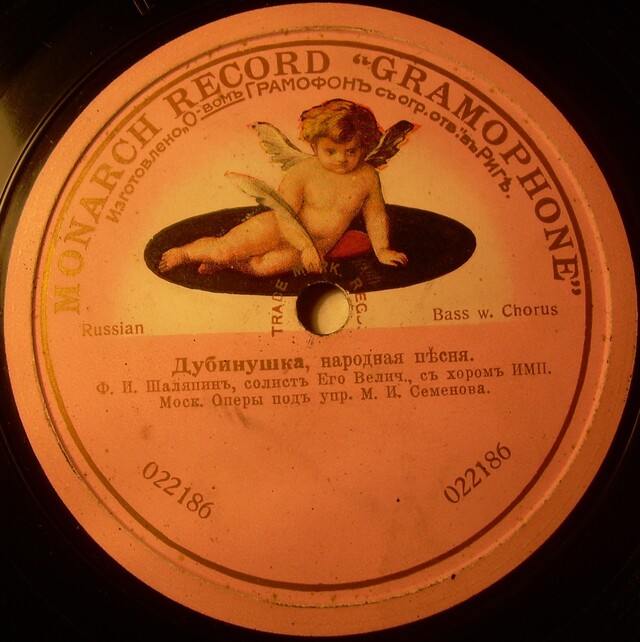 MONARCH RECORD “GRAMOPHONE”
Изготовлено „О-вомъ ГРАМОФОНЪ съ огр. отв.“ въ Ригѣ.
TRADE MARK. REGD
Russian
Bass w. Chorus
Дубинушка, народная пѣсня.
Ф. И. Шаляпинъ, солистъ Его Велич., съ хоромъ ИМП.
Моск. Оперы подъ упр. М. И. Семенова.
022186
022186